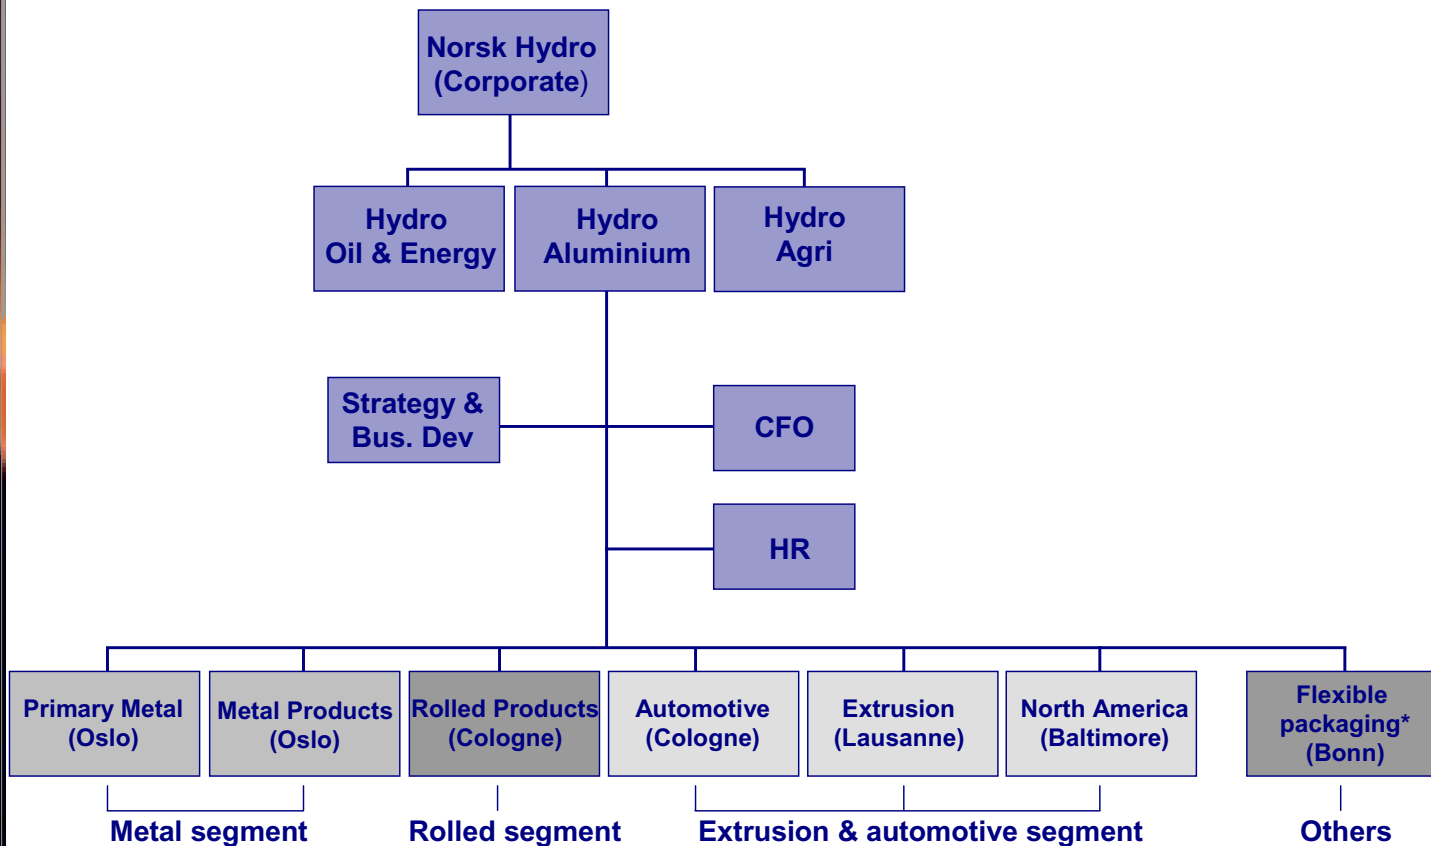 Norsk Hydro
(Corporate)
Hydro
Oil & Energy
Hydro
Aluminium
Hydro
Agri
Strategy &
Bus. Dev
CFO
HR
Primary Metal
(Oslo)
Metal Products
(Oslo)
Rolled Products
(Cologne)
Automotive
(Cologne)
Extrusion
(Lausanne)
North America
(Baltimore)
Flexible
packaging*
(Bonn)
Metal segment
Rolled segment
Extrusion & automotive segment
Others